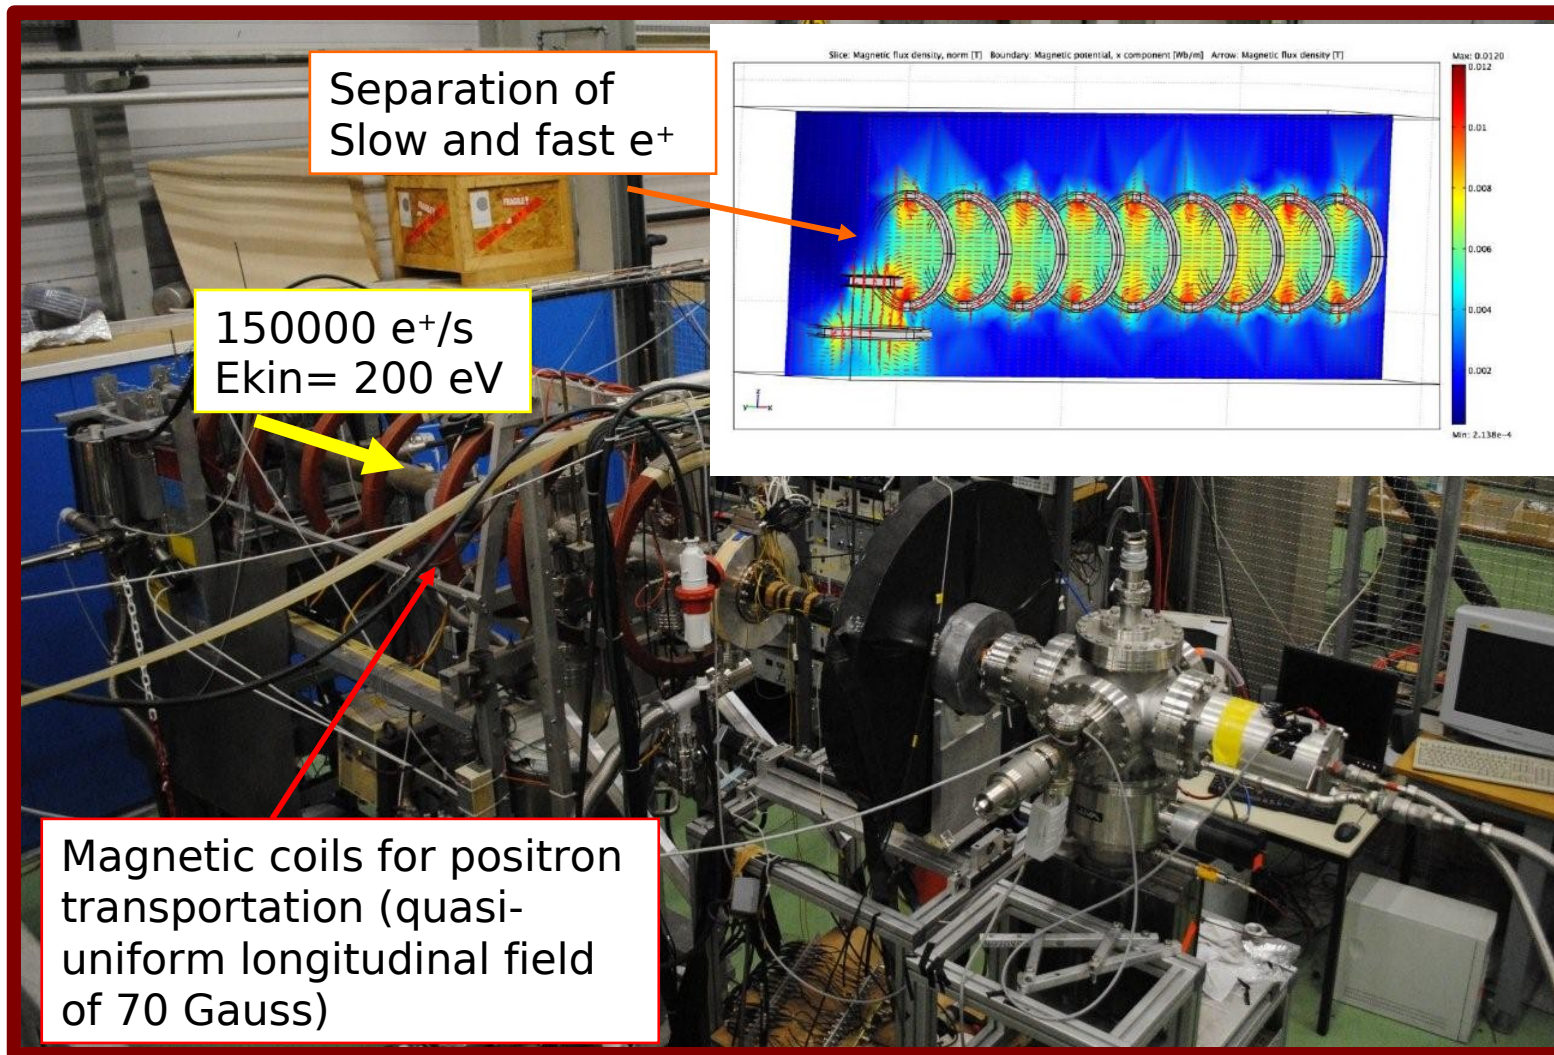 Slice: Magnetic flux density, norm [T]   Boundary: Magnetic potential, x component [Wb/m]   Arrow: Magnetic flux density [T]
Max: 0.0120
0.012
0.01
0.008
0.006
0.004
0.002
Min: 2.138e-4
z
y
x
Separation of
Slow and fast e⁺
FRAGILE!
FRAGILE!
150000 e⁺/s
Ekin= 200 eV
Magnetic coils for positron
transportation (quasi-
uniform longitudinal field
of 70 Gauss)